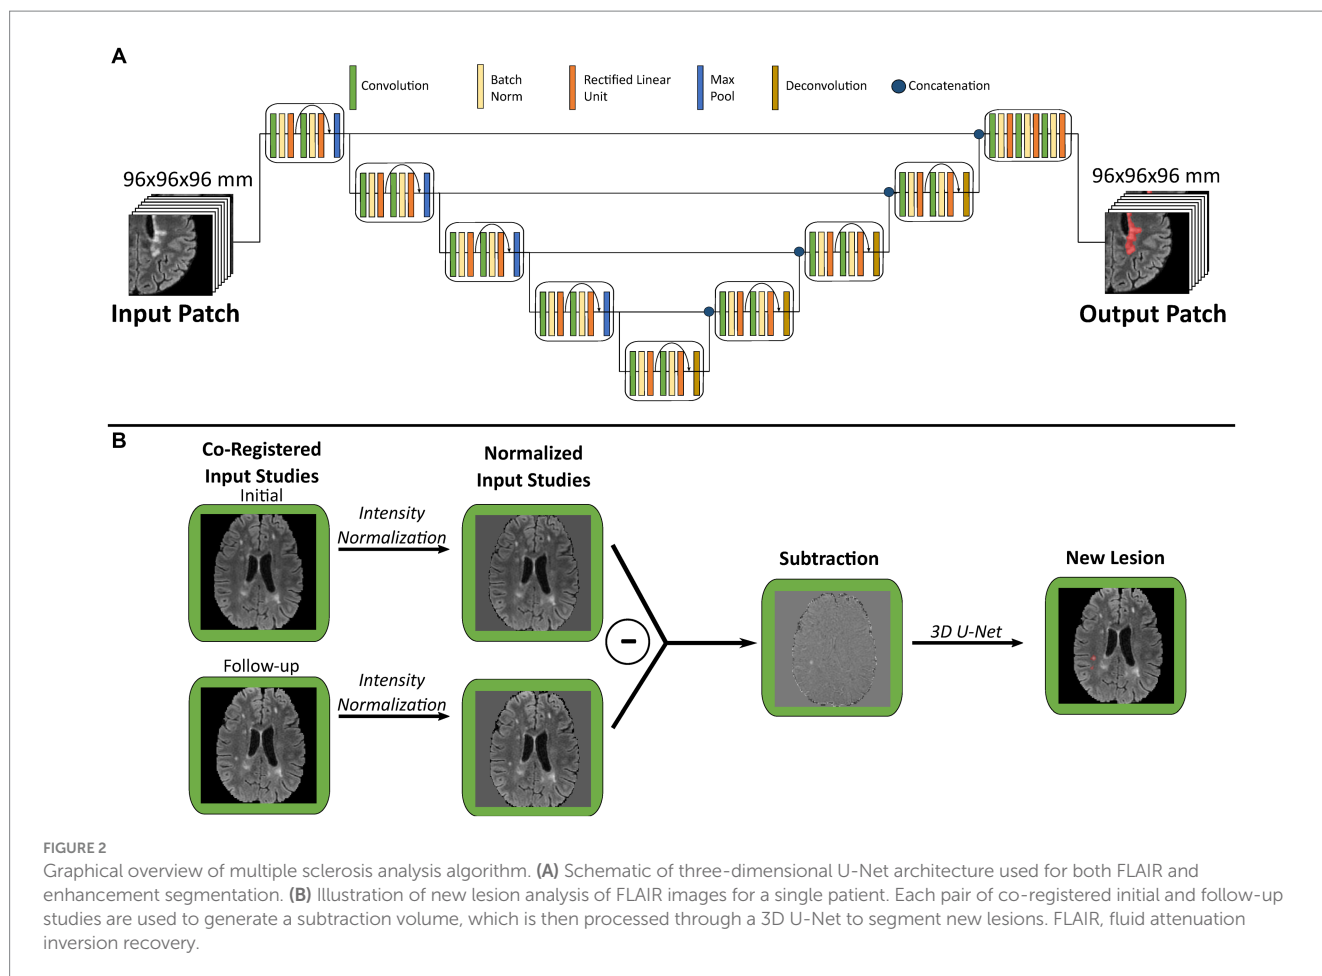 A
Convolution
Batch
Norm
Rectified Linear
Unit
Max
Pool
Deconvolution
Concatenation
96x96x96 mm
Input Patch
96x96x96 mm
Output Patch
B
Co-Registered
Input Studies
Initial
Intensity
Normalization
Normalized
Input Studies
Follow-up
Intensity
Normalization
-
Subtraction
3D U-Net
New Lesion
FIGURE 2
Graphical overview of multiple sclerosis analysis algorithm. (A) Schematic of three-dimensional U-Net architecture used for both FLAIR and
enhancement segmentation. (B) Illustration of new lesion analysis of FLAIR images for a single patient. Each pair of co-registered initial and follow-up
studies are used to generate a subtraction volume, which is then processed through a 3D U-Net to segment new lesions. FLAIR, fluid attenuation
inversion recovery.